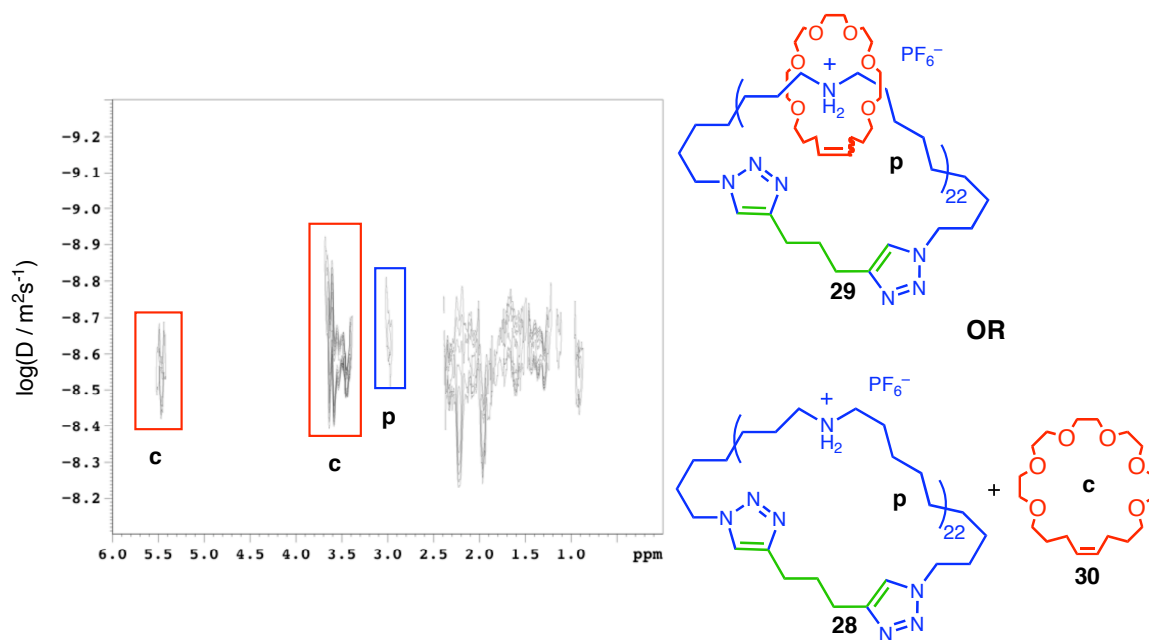 log(D / m²s⁻¹)
-9.2
-9.1
-9.0
-8.9
-8.8
-8.7
-8.6
-8.5
-8.4
-8.3
-8.2
c
c
p
6.0 5.5 5.0 4.5 4.0 3.5 3.0 2.5 2.0 1.5 1.0 ppm
O O
O + PF₆⁻ O
N
H₂
O O
p
22
N N N
N
N N
29
OR
PF₆⁻
+
N
H₂
p
22
N N N
N
N N
28
+
O O
O O
c
O O
30